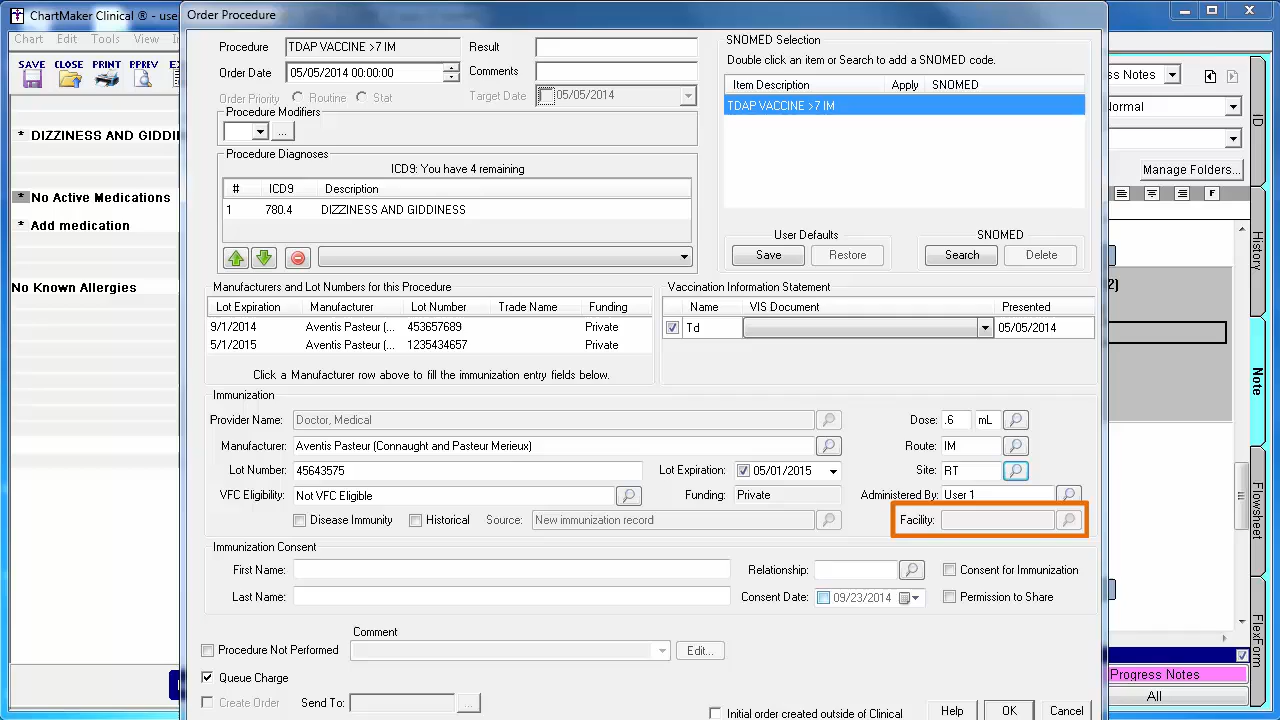 ChartMaker Clinical ® - use
Order Procedure
Chart Edit Tools View In
SAVE CLOSE PRINT PPREV
* DIZZINESS AND GIDDIN
* No Active Medications
* Add medication
No Known Allergies
Procedure TDAP VACCINE >7 IM Result
Order Date 05/05/2014 00:00:00 Comments
Order Priority Routine Stat Target Date 05/05/2014
Procedure Modifiers
...
Procedure Diagnoses
ICD9: You have 4 remaining
# ICD9 Description
1 780.4 DIZZINESS AND GIDDINESS
SNOMED Selection
Double click an item or Search to add a SNOMED code.
Item Description Apply SNOMED
TDAP VACCINE >7 IM
User Defaults SNOMED
Save Restore Search Delete
Manufacturers and Lot Numbers for this Procedure
Lot Expiration Manufacturer Lot Number Trade Name Funding
9/1/2014 Aventis Pasteur (... 453657689 Private
5/1/2015 Aventis Pasteur (... 1235434657 Private
Click a Manufacturer row above to fill the immunization entry fields below.
Vaccination Information Statement
Name VIS Document Presented
Td 05/05/2014
Immunization
Provider Name: Doctor, Medical Dose: .6 mL
Manufacturer: Aventis Pasteur (Connaught and Pasteur Merieux) Route: IM
Lot Number: 45643575 Lot Expiration: 05/01/2015 Site: RT
VFC Eligibility: Not VFC Eligible Funding: Private Administered By: User 1
Disease Immunity Historical Source: New immunization record Facility:
Immunization Consent
First Name: Relationship: Consent for Immunization
Last Name: Consent Date: 09/23/2014 Permission to Share
Comment
Procedure Not Performed Edit...
Queue Charge
Create Order Send To: ...
Initial order created outside of Clinical Help OK Cancel
ss Notes
ormal
Manage Folders...
F
2)
ID
History
Note
Flowsheet
FlexForm
Progress Notes
All